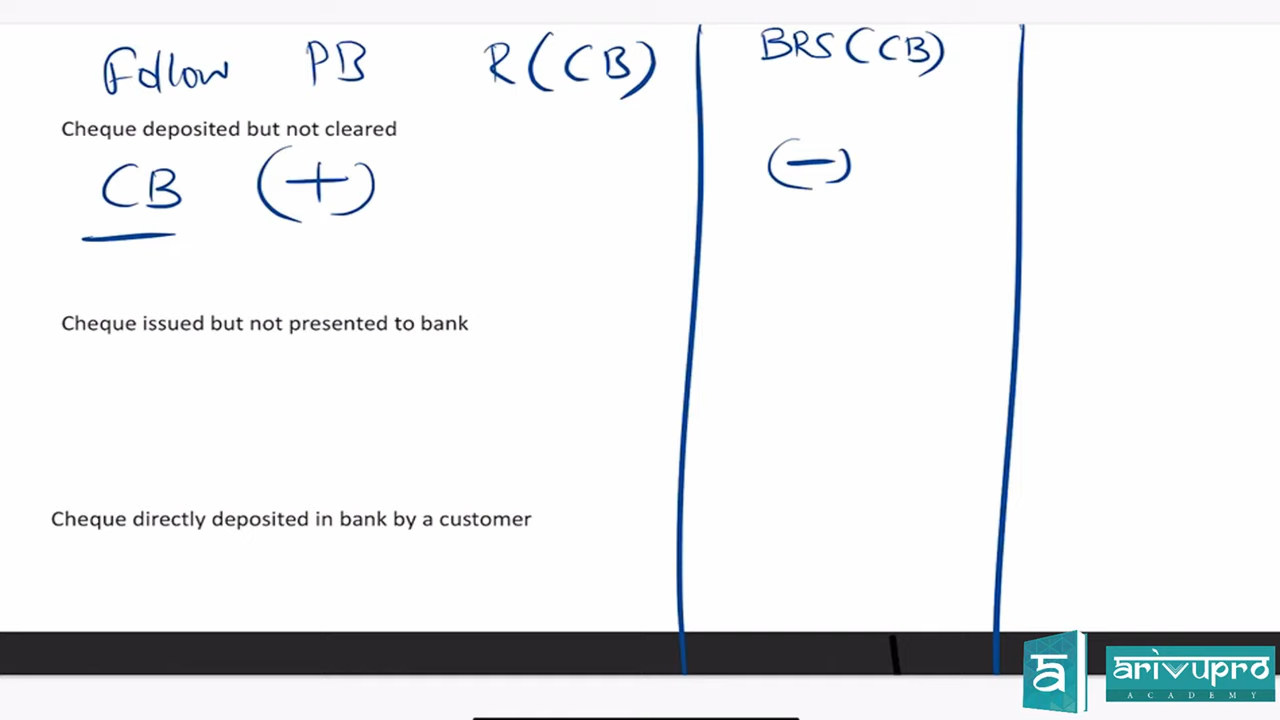 Follow PB R(CB) BRS(CB)
Cheque deposited but not cleared
CB (+) (-)
Cheque issued but not presented to bank
Cheque directly deposited in bank by a customer
a
arivupro
ACADEMY